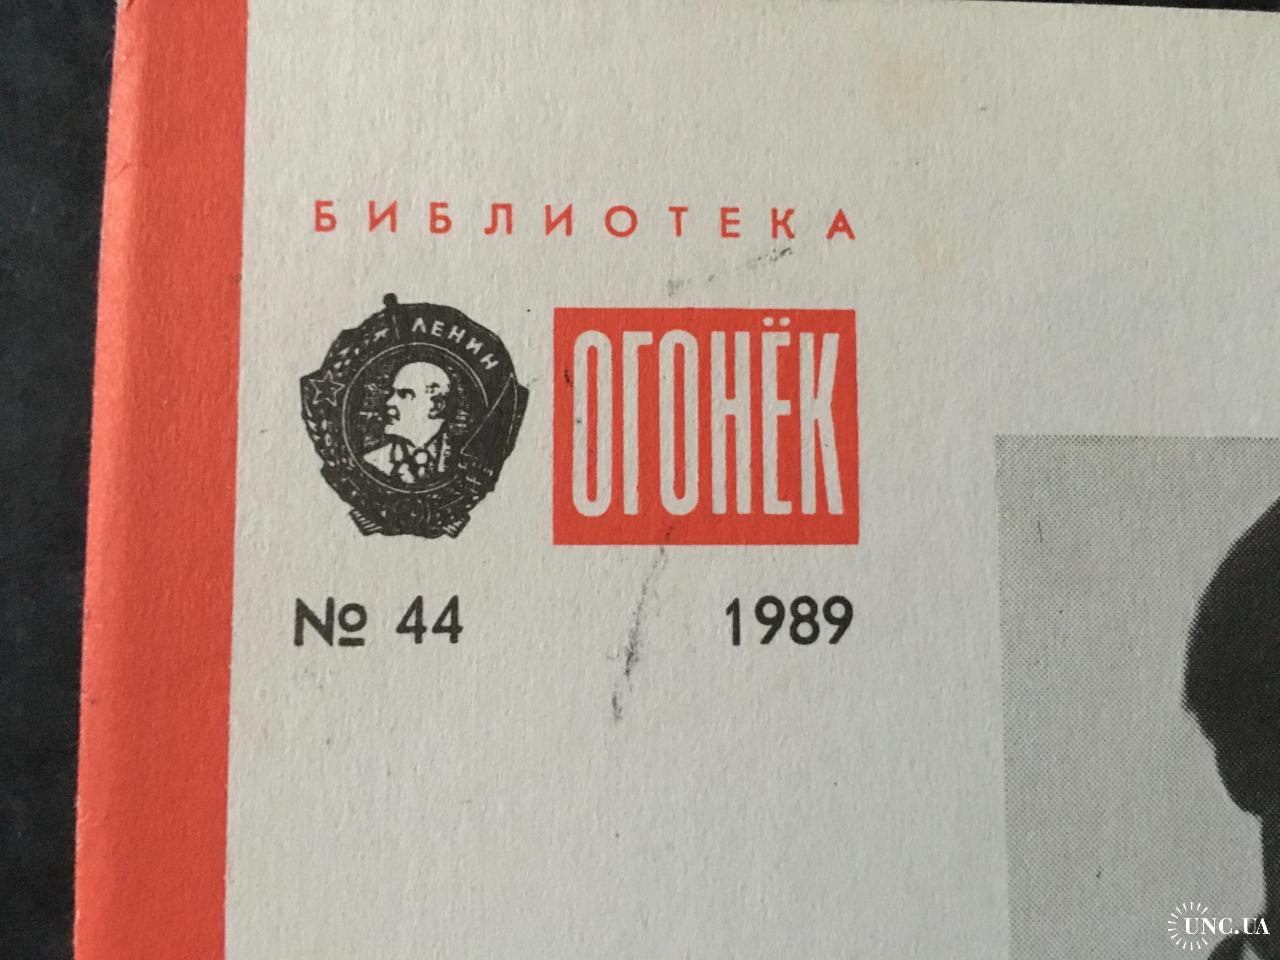 БИБЛИОТЕКА
ЛЕНИН
ОГОНЁК
№ 44 1989
UNC.UA